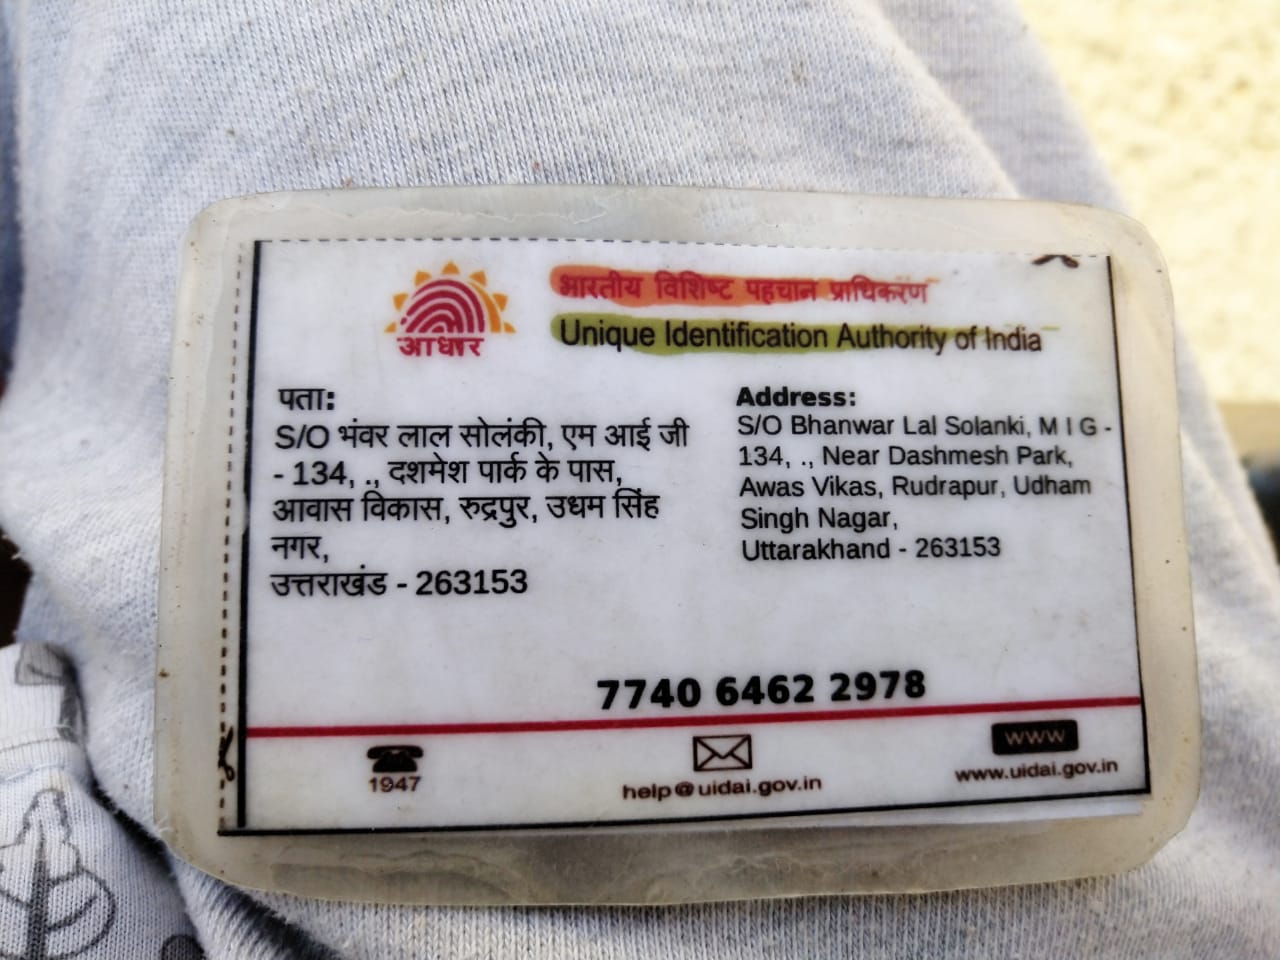 आधार
भारतीय विशिष्ट पहचान प्राधिकरण
Unique Identification Authority of India
पता:
S/O भंवर लाल सोलंकी, एम आई जी
- 134, ., दशमेश पार्क के पास,
आवास विकास, रुद्रपुर, उधम सिंह
नगर,
उत्तराखंड - 263153
Address:
S/O Bhanwar Lal Solanki, M I G -
134, ., Near Dashmesh Park,
Awas Vikas, Rudrapur, Udham
Singh Nagar,
Uttarakhand - 263153
7740 6462 2978
1947
help@uidai.gov.in
www
www.uidai.gov.in